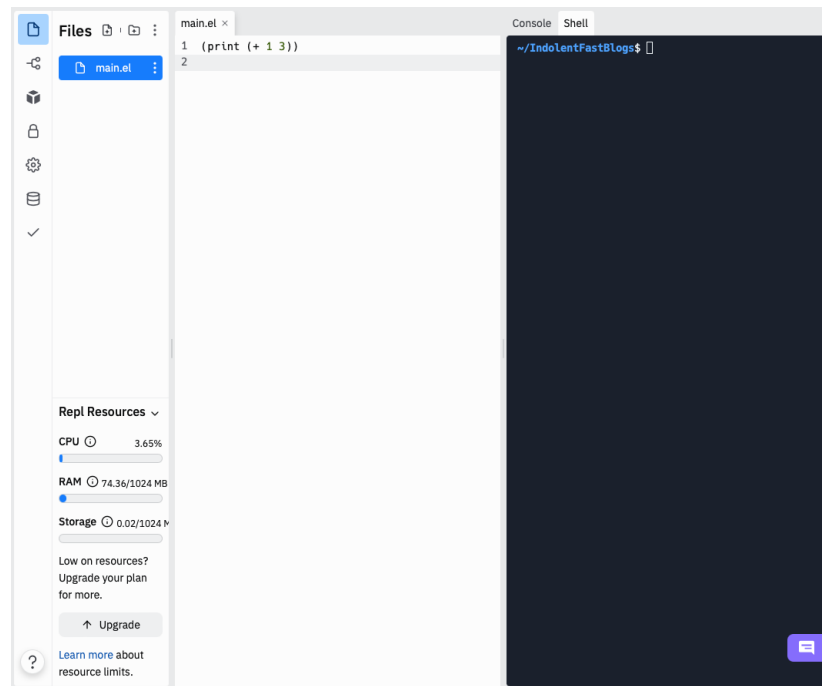 Files
main.el
main.el ×
1 (print (+ 1 3))
2
Console Shell
~/IndolentFastBlogs$
Repl Resources
CPU 3.65%
RAM 74.36/1024 MB
Storage 0.02/1024 M
Low on resources?
Upgrade your plan
for more.
Upgrade
Learn more about
resource limits.
?